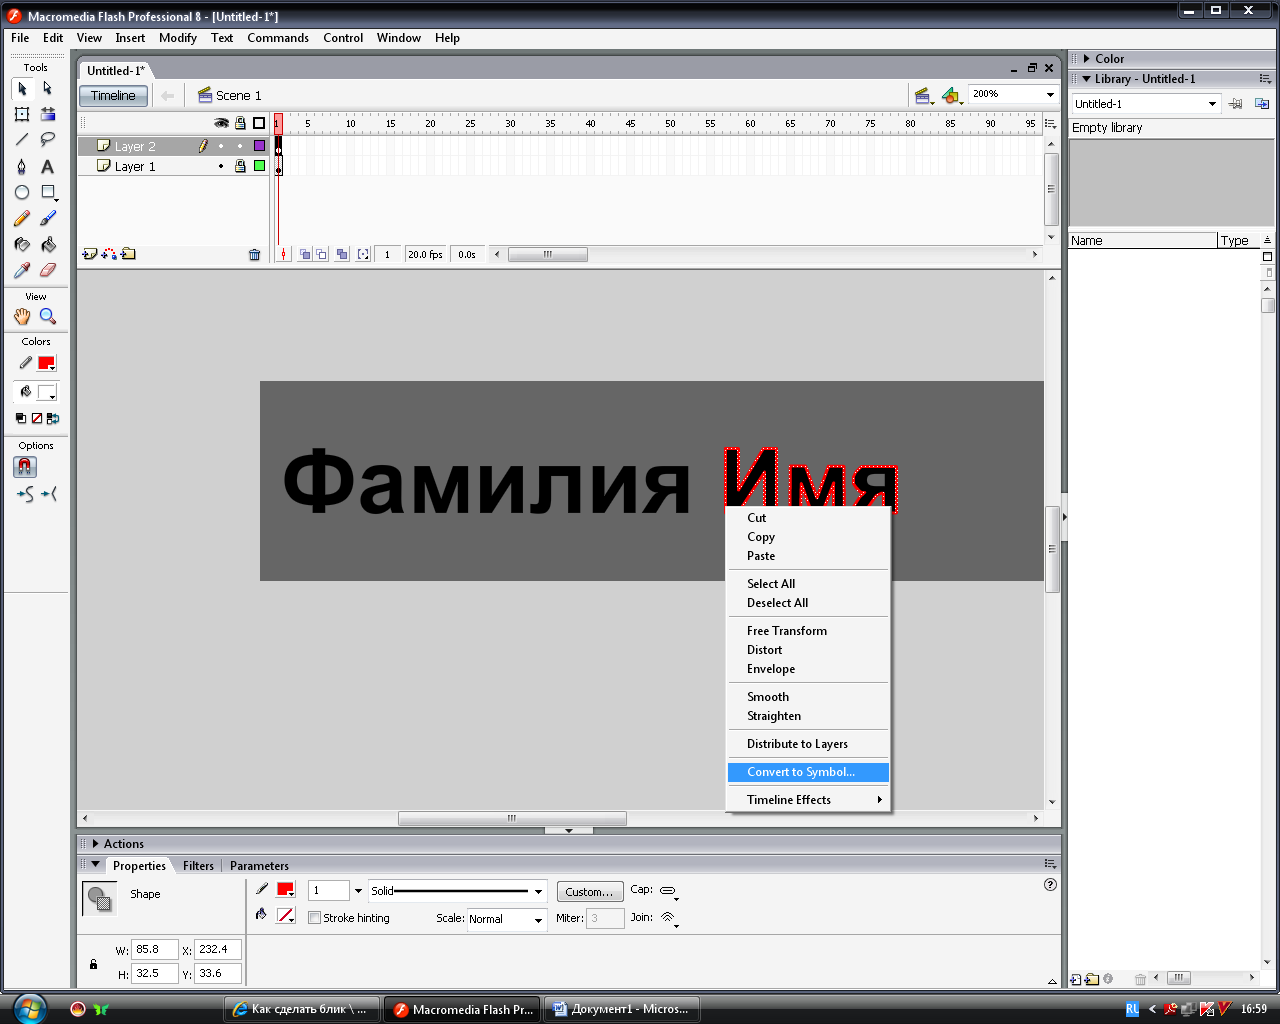 Macromedia Flash Professional 8 - [Untitled-1*]
File Edit View Insert Modify Text Commands Control Window Help
Tools
Untitled-1*
Timeline
Scene 1
200%
1 5 10 15 20 25 30 35 40 45 50 55 60 65 70 75 80 85 90 95
Layer 2
Layer 1
1 20.0 fps 0.0s
View
Colors
Options
Фамилия Имя
Cut
Copy
Paste
Select All
Deselect All
Free Transform
Distort
Envelope
Smooth
Straighten
Distribute to Layers
Convert to Symbol...
Timeline Effects
Color
Library - Untitled-1
Untitled-1
Empty library
Name Type
Actions
Properties Filters Parameters
Shape
1 Solid Custom... Cap:
Stroke hinting Scale: Normal Miter: 3 Join:
W: 85.8 X: 232.4
H: 32.5 Y: 33.6
Как сделать блик \ ...
Macromedia Flash Pr...
Документ1 - Micros...
RU
16:59